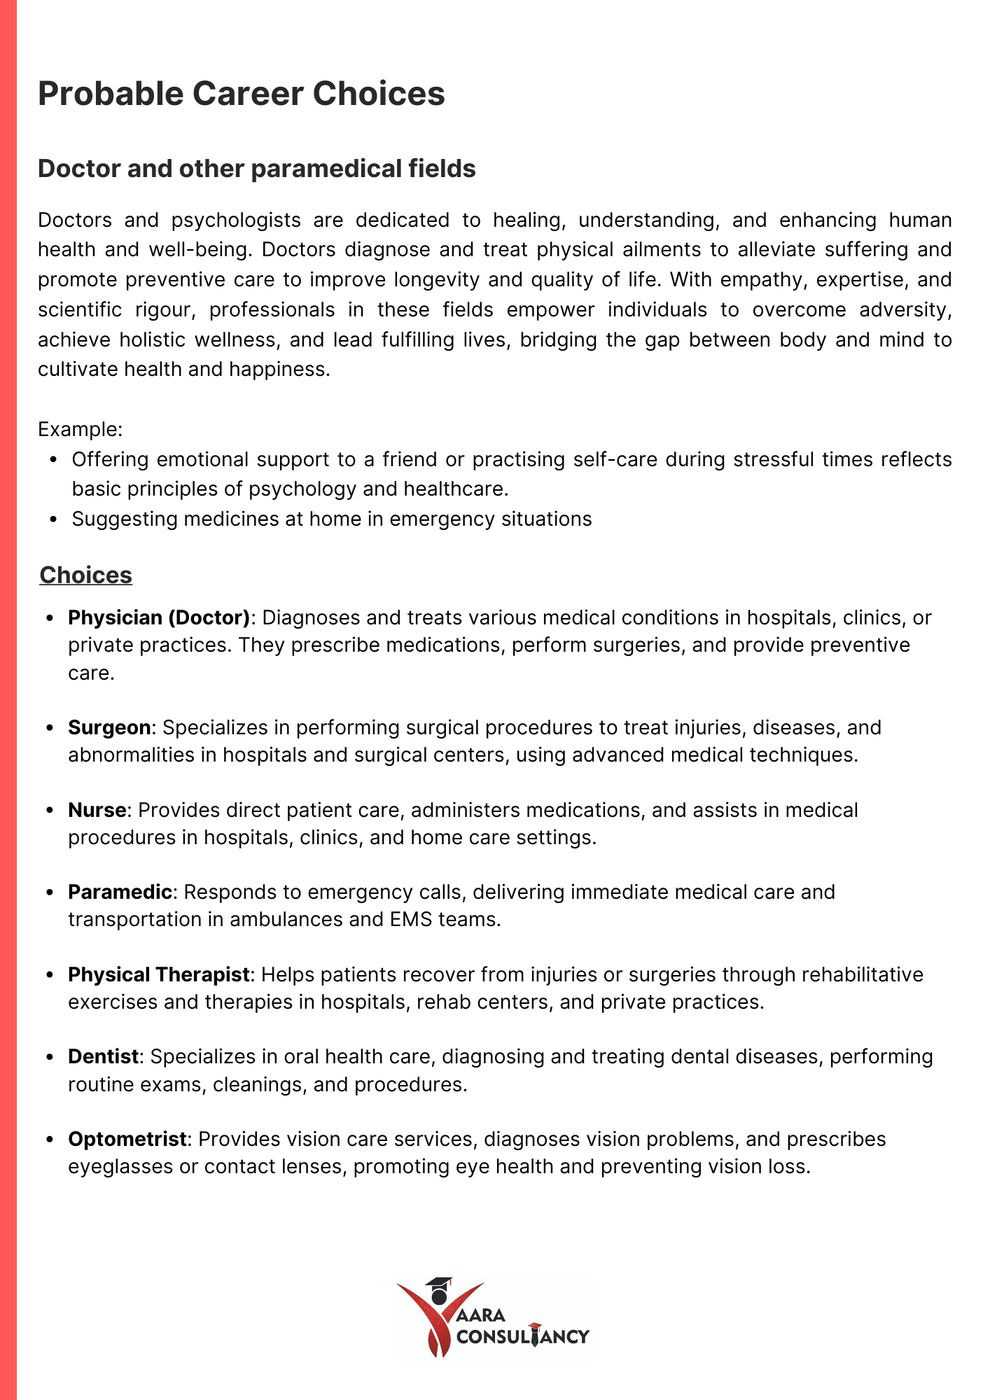 Probable Career Choices
Doctor and other paramedical fields
Doctors and psychologists are dedicated to healing, understanding, and enhancing human
health and well-being. Doctors diagnose and treat physical ailments to alleviate suffering and
promote preventive care to improve longevity and quality of life. With empathy, expertise, and
scientific rigour, professionals in these fields empower individuals to overcome adversity,
achieve holistic wellness, and lead fulfilling lives, bridging the gap between body and mind to
cultivate health and happiness.
Example:
• Offering emotional support to a friend or practising self-care during stressful times reflects
basic principles of psychology and healthcare.
• Suggesting medicines at home in emergency situations
Choices
• Physician (Doctor): Diagnoses and treats various medical conditions in hospitals, clinics, or
private practices. They prescribe medications, perform surgeries, and provide preventive
care.
• Surgeon: Specializes in performing surgical procedures to treat injuries, diseases, and
abnormalities in hospitals and surgical centers, using advanced medical techniques.
• Nurse: Provides direct patient care, administers medications, and assists in medical
procedures in hospitals, clinics, and home care settings.
• Paramedic: Responds to emergency calls, delivering immediate medical care and
transportation in ambulances and EMS teams.
• Physical Therapist: Helps patients recover from injuries or surgeries through rehabilitative
exercises and therapies in hospitals, rehab centers, and private practices.
• Dentist: Specializes in oral health care, diagnosing and treating dental diseases, performing
routine exams, cleanings, and procedures.
• Optometrist: Provides vision care services, diagnoses vision problems, and prescribes
eyeglasses or contact lenses, promoting eye health and preventing vision loss.
YAARA
CONSULTANCY